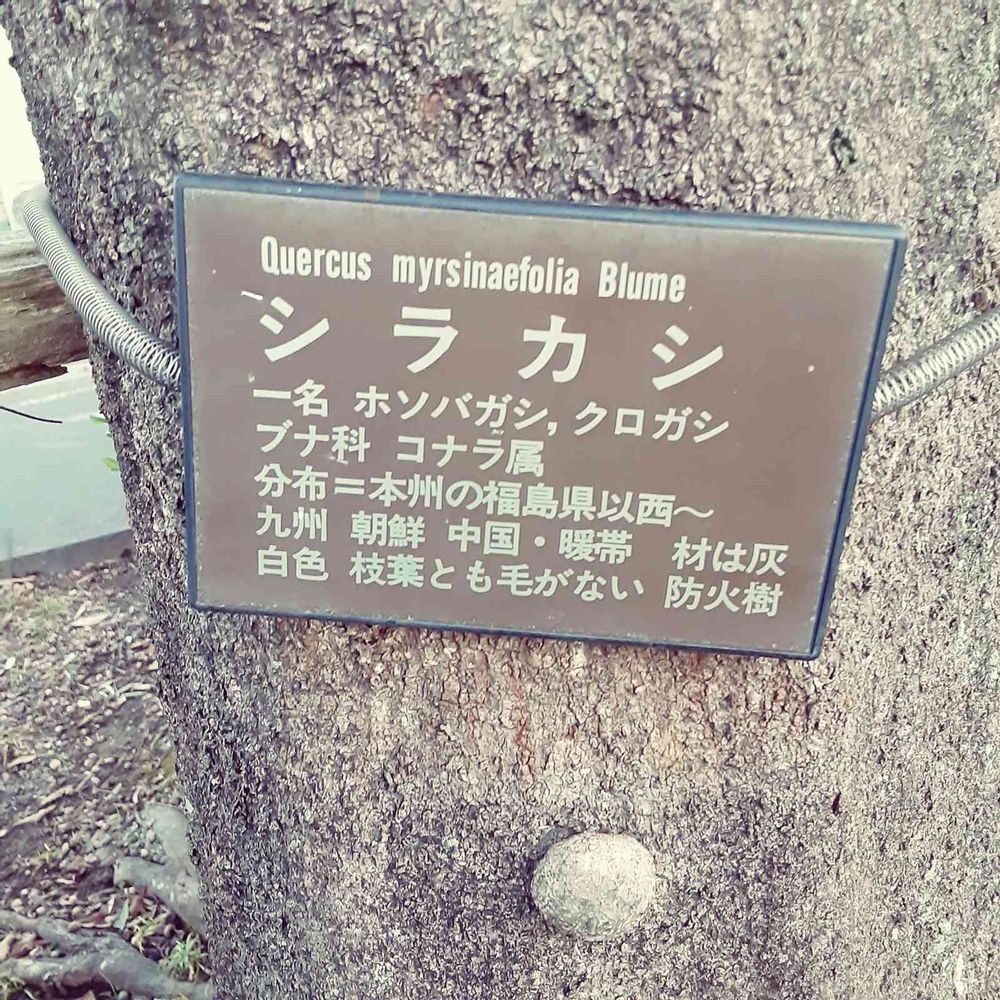 Quercus myrsinaefolia Blume
シラカシ
一名 ホソバガシ, クロガシ
ブナ科 コナラ属
分布=本州の福島県以西〜
九州 朝鮮 中国・暖帯 材は灰
白色 枝葉とも毛がない 防火樹